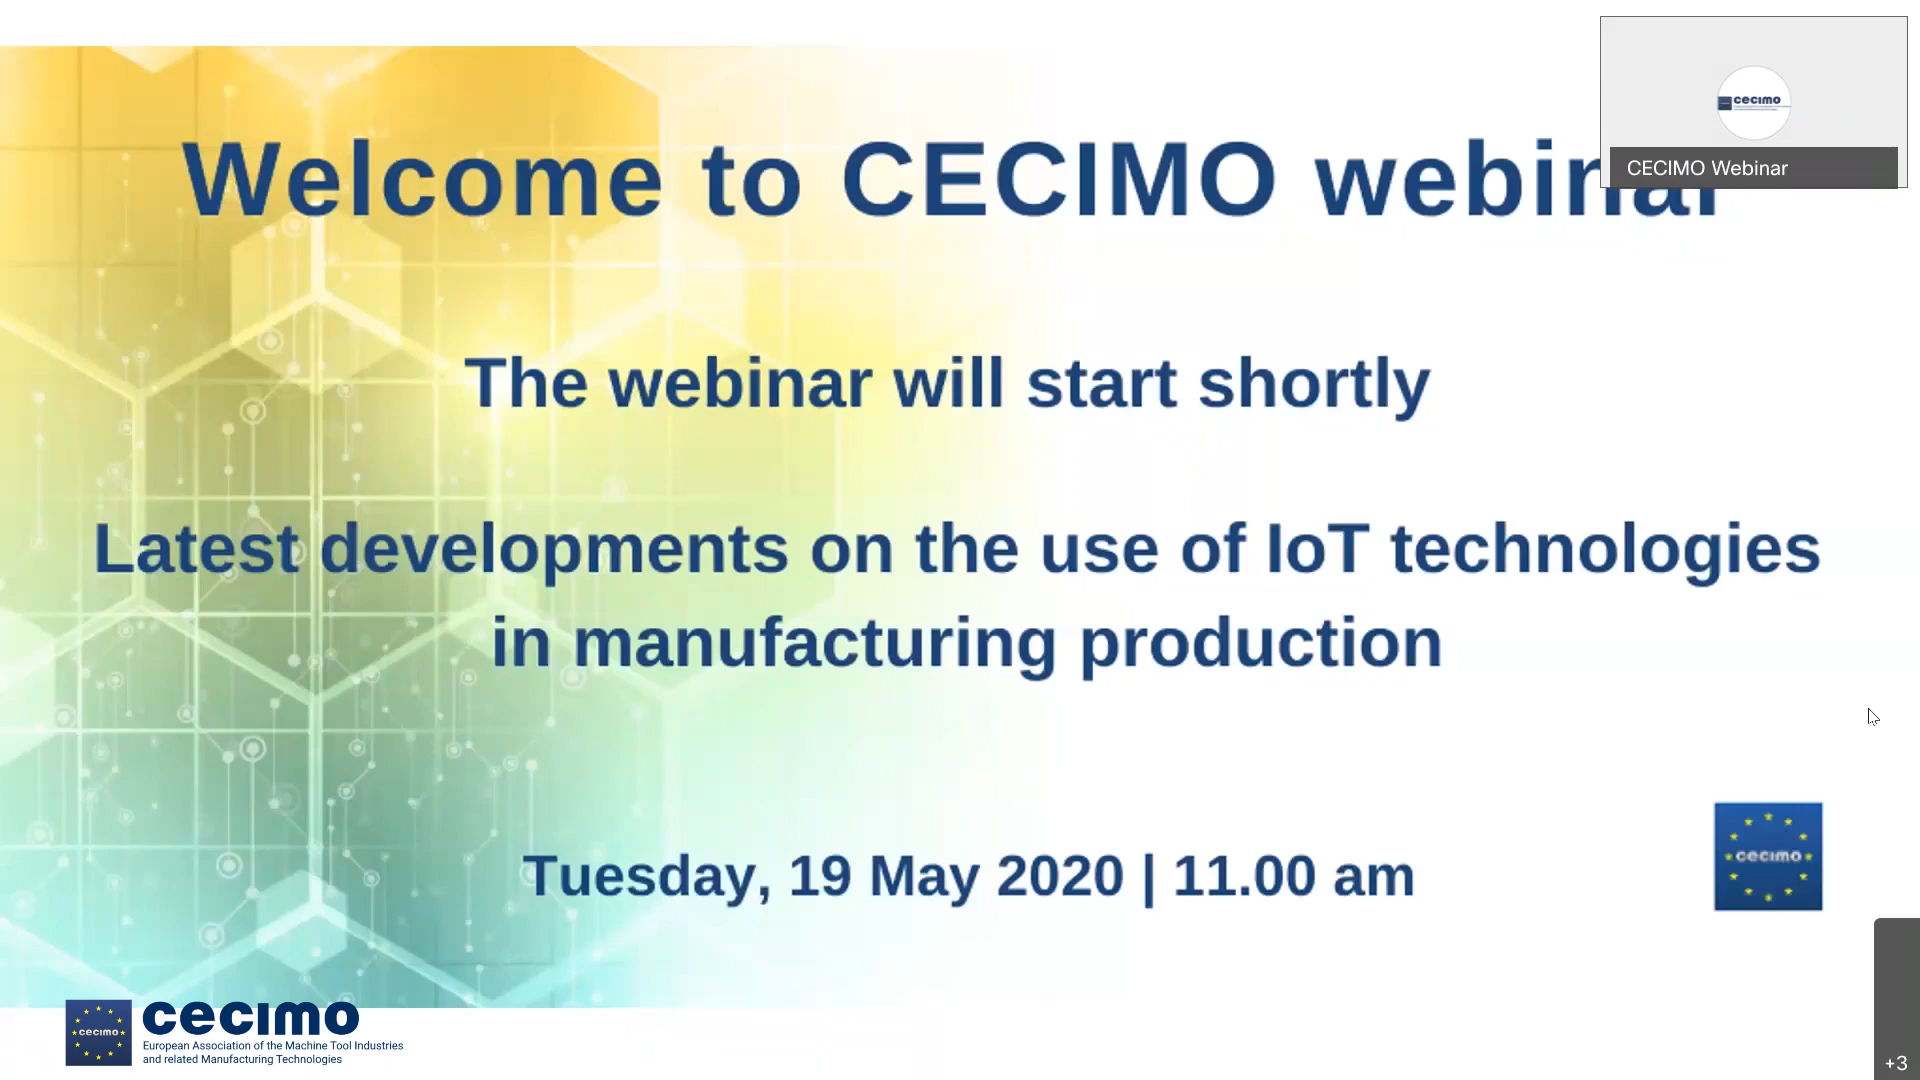 Welcome to CECIMO webinar
cecimo
CECIMO Webinar
The webinar will start shortly
Latest developments on the use of IoT technologies
in manufacturing production
cecimo
Tuesday, 19 May 2020 | 11.00 am
cecimo
cecimo
European Association of the Machine Tool Industries
and related Manufacturing Technologies
+3